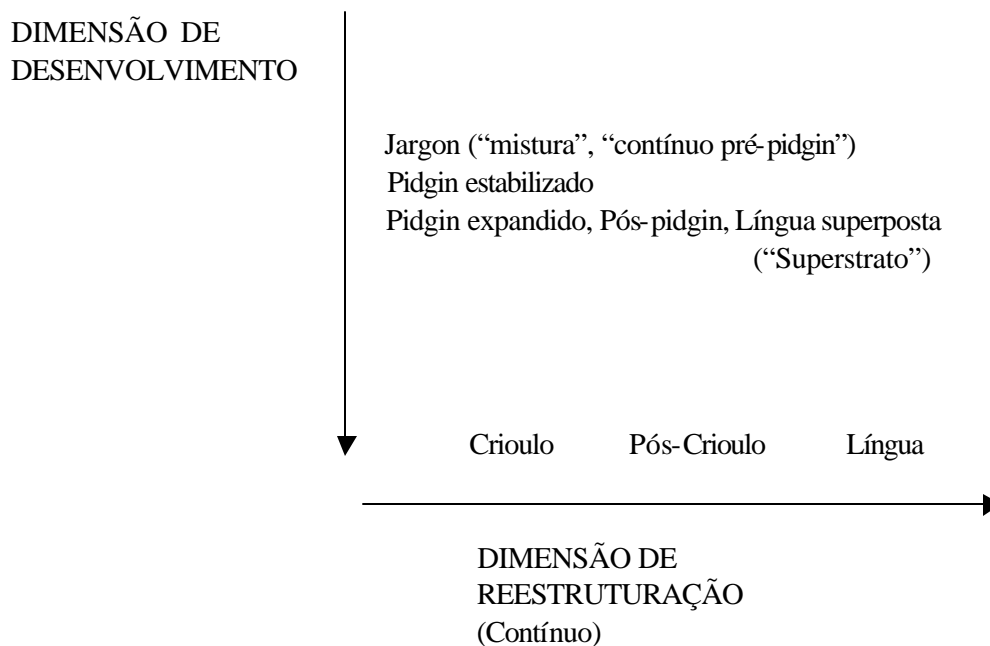 DIMENSÃO DE
DESENVOLVIMENTO
Jargon (“mistura”, “contínuo pré-pidgin”)
Pidgin estabilizado
Pidgin expandido, Pós-pidgin, Língua superposta
(“Superstrato”)
Crioulo Pós-Crioulo Língua
DIMENSÃO DE
REESTRUTURAÇÃO
(Contínuo)